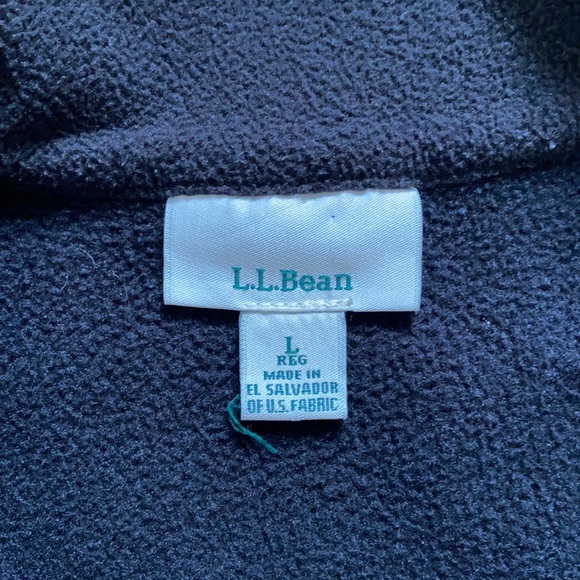 L.L.Bean
L
REG
MADE IN
EL SALVADOR
OF U.S. FABRIC